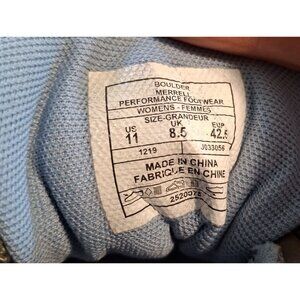 BOULDER
MERRELL
PERFORMANCE FOOTWEAR
WOMENS - FEMMES
SIZE-GRANDEUR
US UK EUR
11 8.5 42.5
1219 J033056
MADE IN CHINA
FABRIQUE EN CHINE